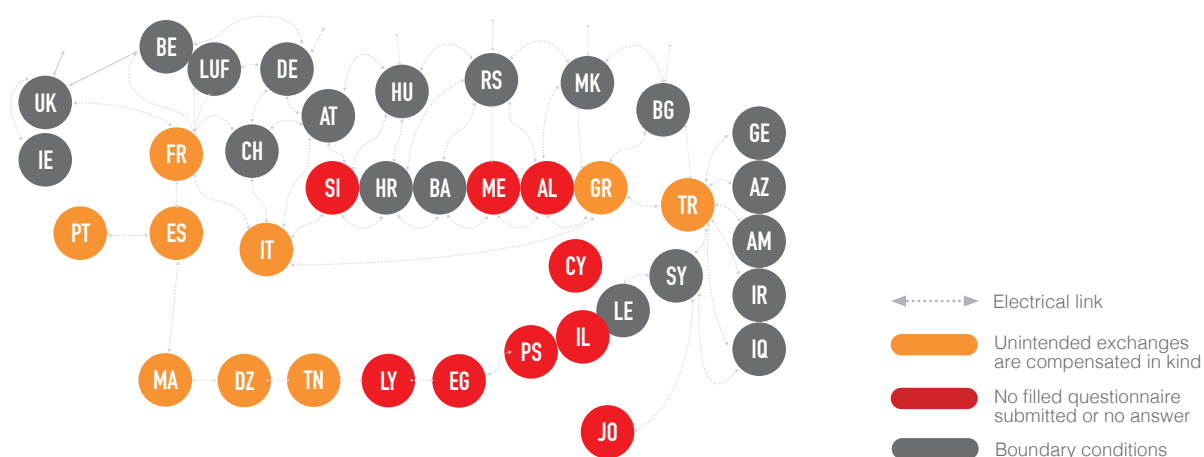 BE
LUF
DE
UK
AT
HU
RS
MK
BG
IE
FR
CH
GE
SI
HR
BA
ME
AL
GR
TR
AZ
PT
ES
IT
AM
CY
SY
IR
LE
PS
IL
IQ
MA
DZ
TN
LY
EG
JO
Electrical link
Unintended exchanges
are compensated in kind
No filled questionnaire
submitted or no answer
Boundary conditions